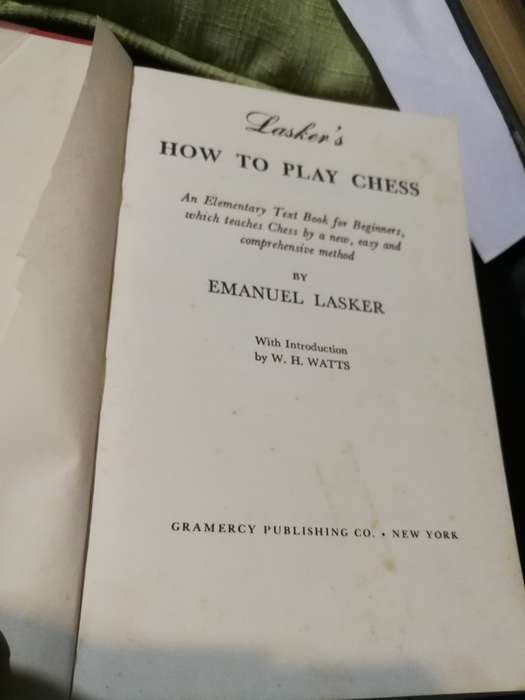 Lasker's
HOW TO PLAY CHESS
An Elementary Text Book for Beginners,
which teaches Chess by a new, easy and
comprehensive method
BY
EMANUEL LASKER
With Introduction
by W. H. WATTS
GRAMERCY PUBLISHING CO. • NEW YORK